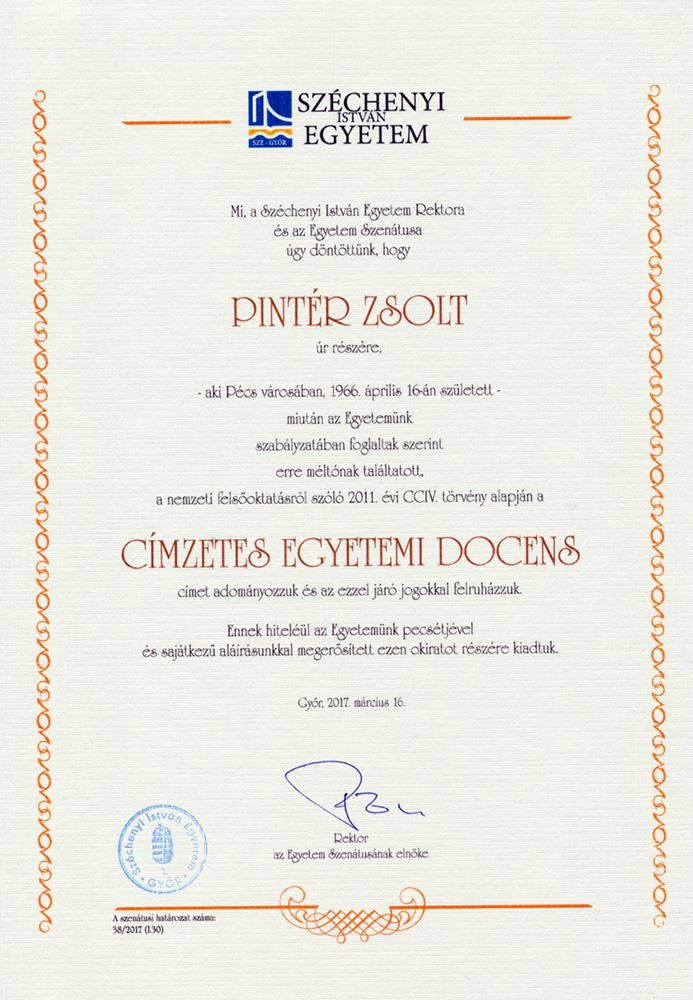 SZÉCHENYI
ISTVÁN
EGYETEM
SZE - GYŐR
Mi, a Széchenyi István Egyetem Rektora
és az Egyetem Szenátusa
úgy döntöttünk, hogy
PINTÉR ZSOLT
úr részére,
- aki Pécs városában, 1966. április 16-án született -
miután az Egyetemünk
szabályzatában foglaltak szerint
erre méltónak találtatott,
a nemzeti felsőoktatásról szóló 2011. évi CCIV. törvény alapján a
CÍMZETES EGYETEMI DOCENS
címet adományozzuk és az ezzel járó jogokkal felruházzuk.
Ennek hiteléül az Egyetemünk pecsétjével
és sajátkezű aláírásunkkal megerősített ezen okiratot részére kiadtuk.
Győr, 2017. március 16.
Rektor
az Egyetem Szenátusának elnöke
Széchenyi István Egyetem
1.
• GYŐR •
A szenátusi határozat száma:
38/2017 (I.30)